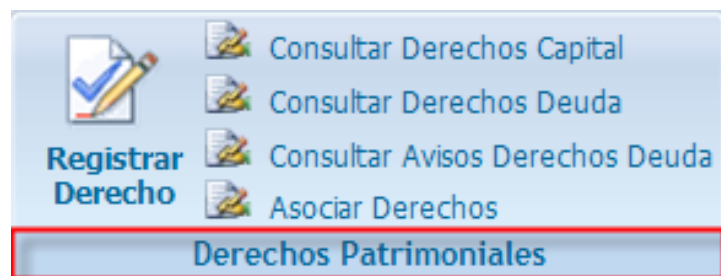 Registrar
Derecho
Consultar Derechos Capital
Consultar Derechos Deuda
Consultar Avisos Derechos Deuda
Asociar Derechos
Derechos Patrimoniales